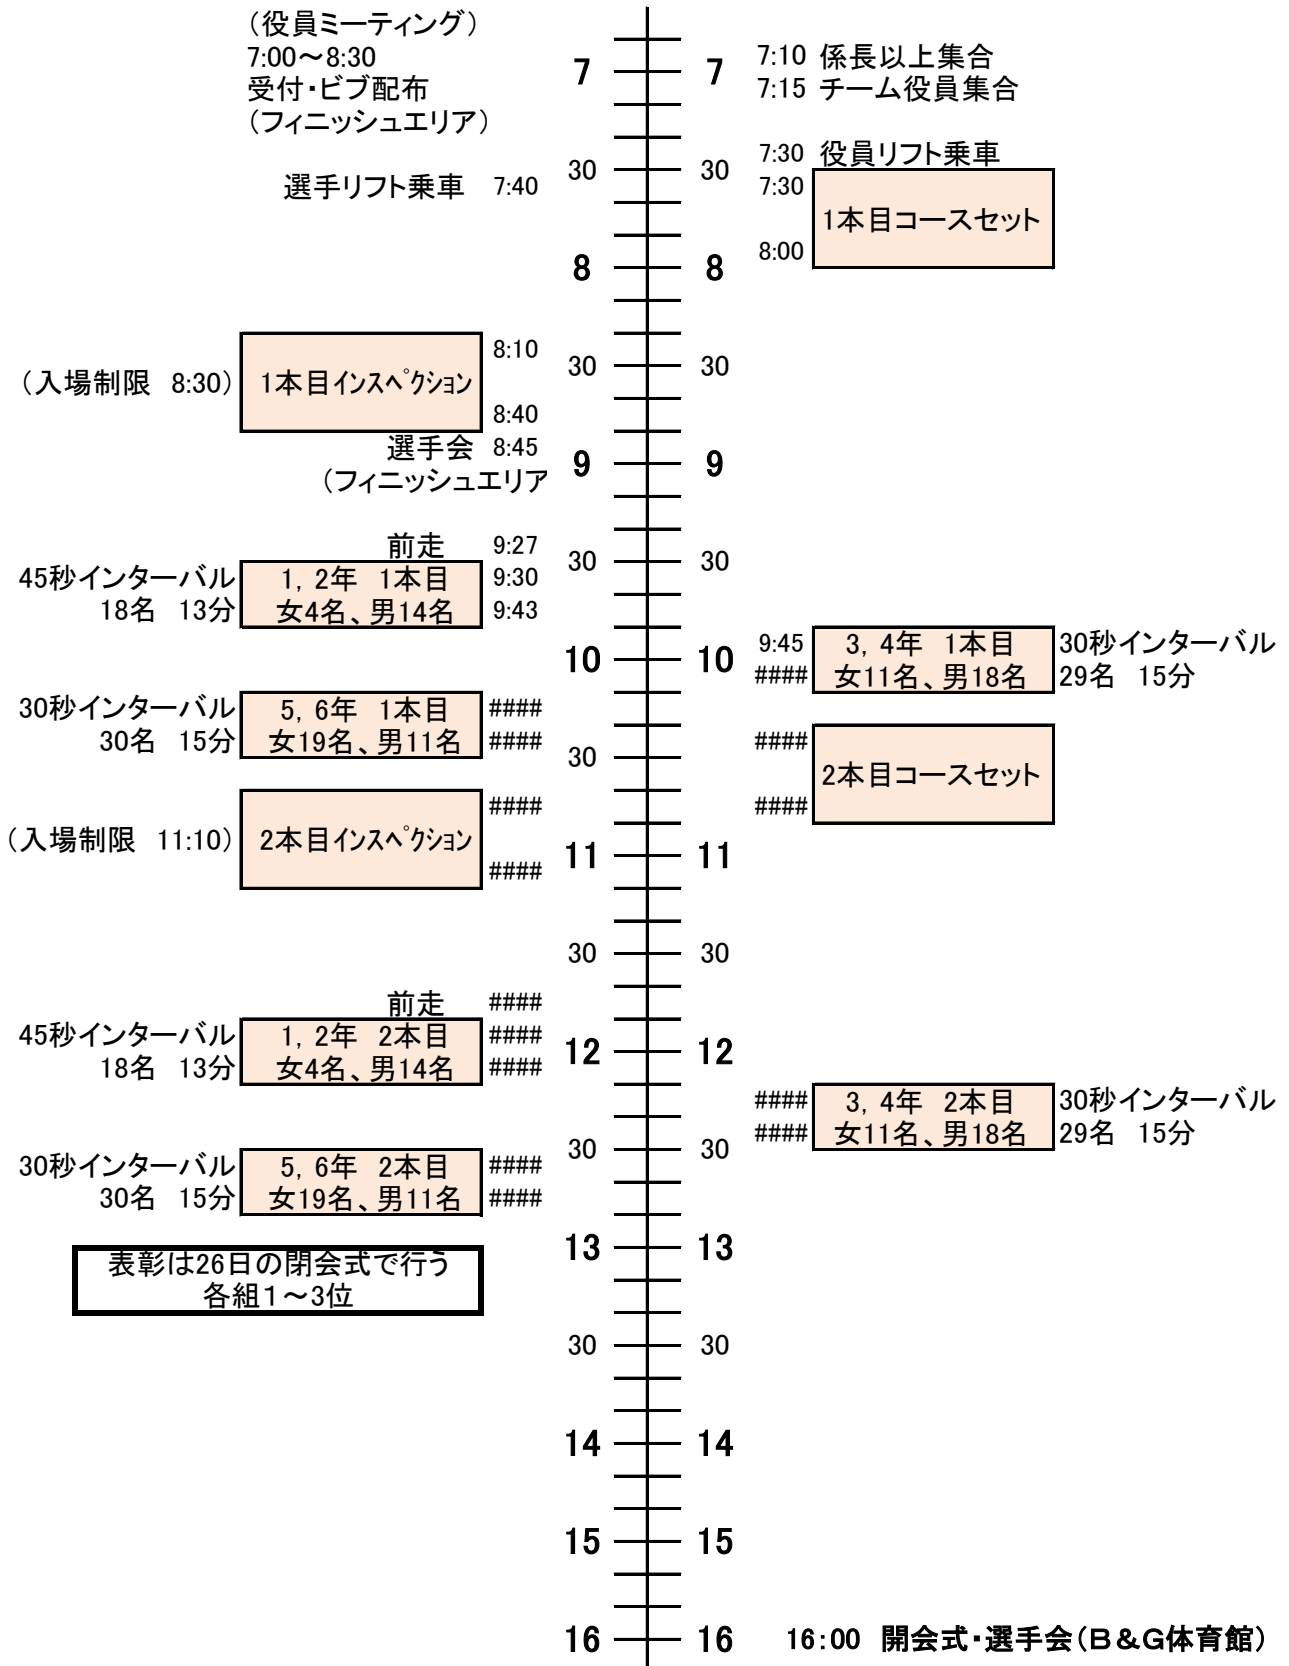 （役員ミーティング）
7:00～8:30
受付・ビブ配布
（フィニッシュエリア）
7 7
7:10 係長以上集合
7:15 チーム役員集合
7:30 役員リフト乗車
選手リフト乗車 7:40
30 30
7:30
1本目コースセット
8:00
8 8
8:10
（入場制限 8:30） 1本目インスペクション
30 30
8:40
選手会 8:45
（フィニッシュエリア
9 9
前走 9:27
30 30
45秒インターバル 1, 2年 1本目 9:30
18名 13分 女4名、男14名 9:43
10 10
9:45 3, 4年 1本目 30秒インターバル
#### 女11名、男18名 29名 15分
30秒インターバル 5, 6年 1本目 ####
30名 15分 女19名、男11名 ####
30 30
####
2本目コースセット
####
####
（入場制限 11:10） 2本目インスペクション
####
11 11
30 30
前走 ####
45秒インターバル 1, 2年 2本目 ####
18名 13分 女4名、男14名 ####
12 12
#### 3, 4年 2本目 30秒インターバル
#### 女11名、男18名 29名 15分
30 30
30秒インターバル 5, 6年 2本目 ####
30名 15分 女19名、男11名 ####
13 13
表彰は26日の閉会式で行う
各組１～3位
30 30
14 14
15 15
16 16
16:00 開会式・選手会（Ｂ＆Ｇ体育館）